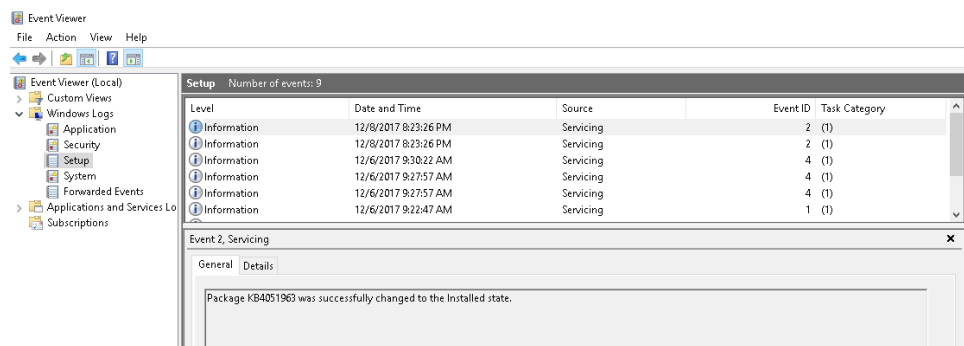 Event Viewer
File Action View Help
Event Viewer (Local)
Custom Views
Windows Logs
Application
Security
Setup
System
Forwarded Events
Applications and Services Lo
Subscriptions
Setup Number of events: 9
Level Date and Time Source Event ID Task Category
Information 12/8/2017 8:23:26 PM Servicing 2 (1)
Information 12/8/2017 8:23:26 PM Servicing 2 (1)
Information 12/6/2017 9:30:22 AM Servicing 4 (1)
Information 12/6/2017 9:27:57 AM Servicing 4 (1)
Information 12/6/2017 9:27:57 AM Servicing 4 (1)
Information 12/6/2017 9:22:47 AM Servicing 1 (1)
Event 2, Servicing
General Details
Package KB4051963 was successfully changed to the Installed state.